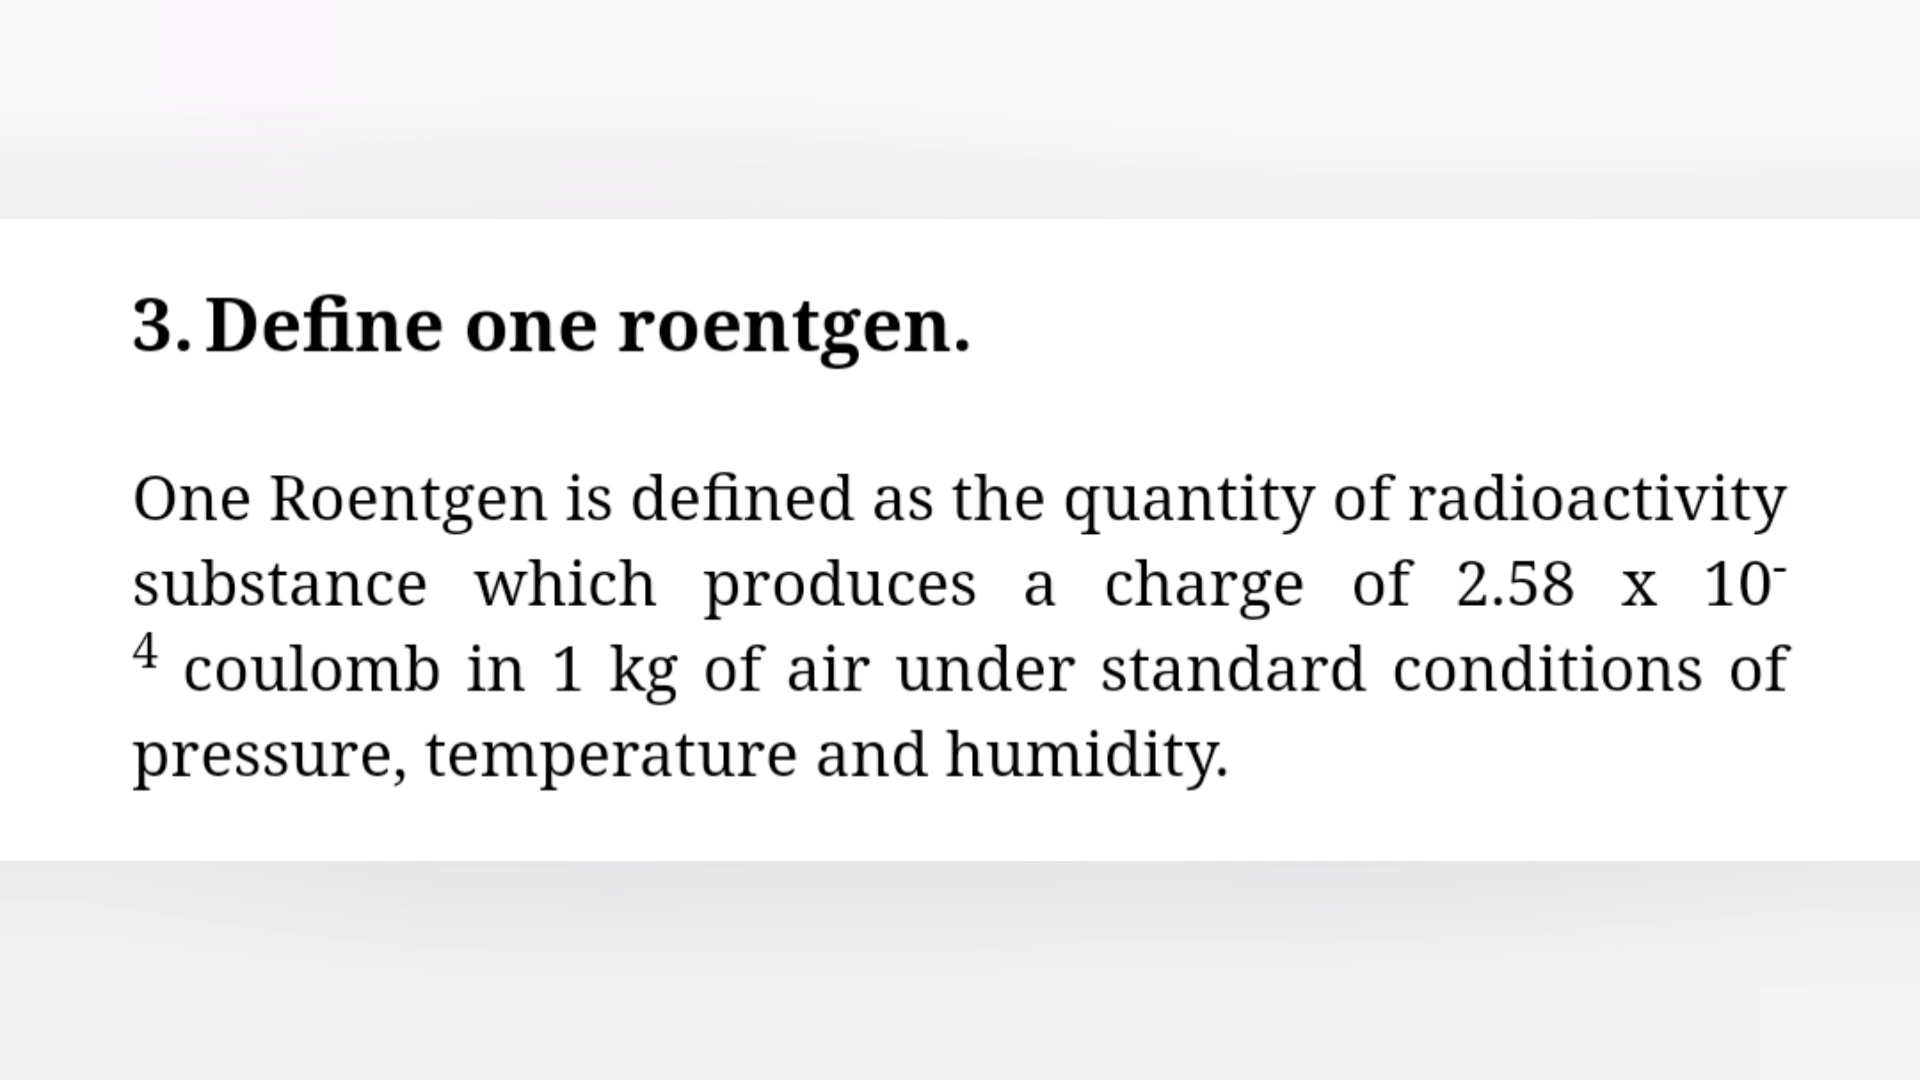 3. Define one roentgen.
One Roentgen is defined as the quantity of radioactivity
substance which produces a charge of 2.58 x 10⁻
⁴ coulomb in 1 kg of air under standard conditions of
pressure, temperature and humidity.